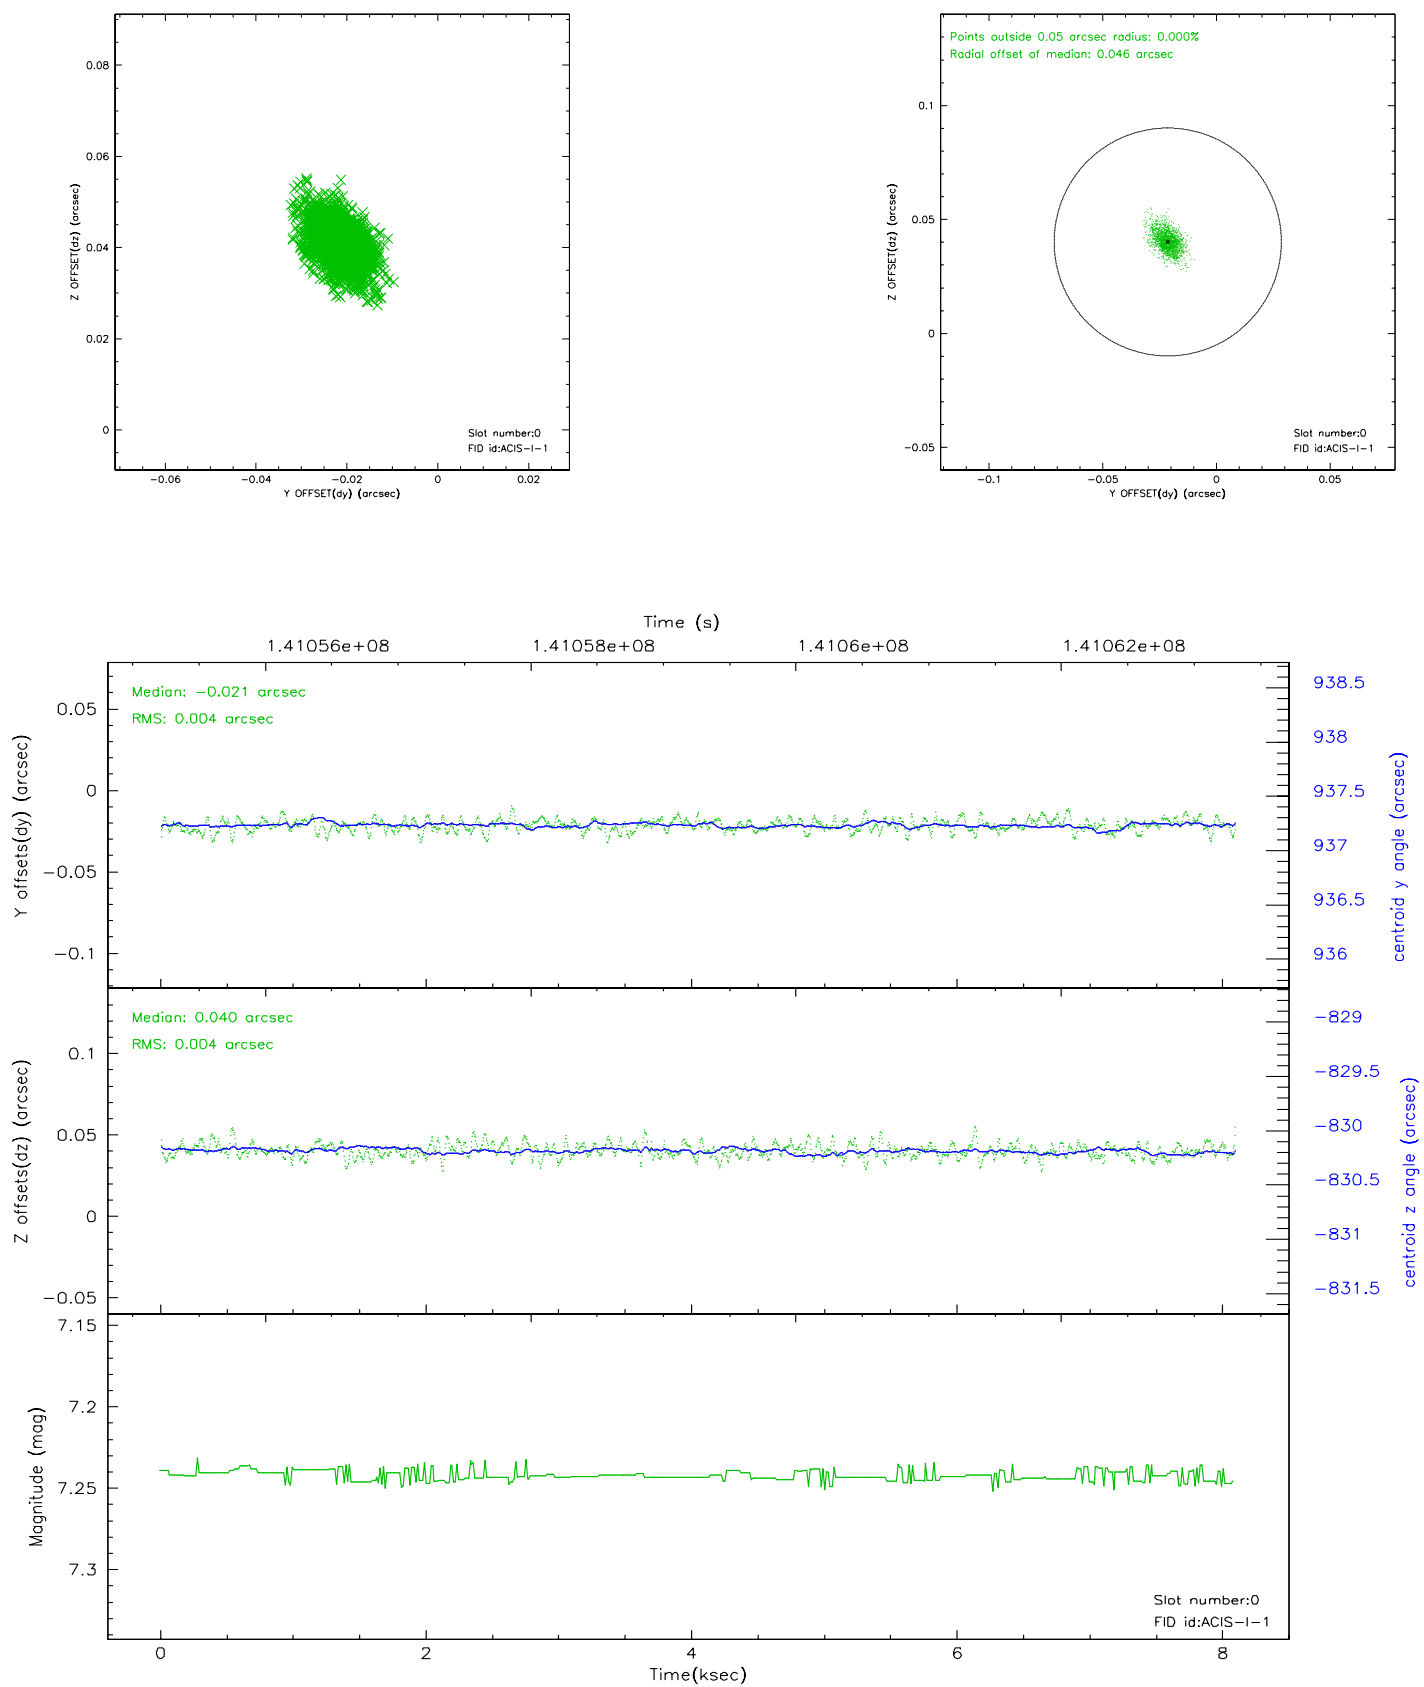 0.08
0.06
0.04
0.02
0
Z OFFSET(dz) (arcsec)
Slot number:0
FID id:ACIS-I-1
-0.06
-0.04
-0.02
0
0.02
Y OFFSET(dy) (arcsec)
Points outside 0.05 arcsec radius: 0.000%
Radial offset of median: 0.046 arcsec
0.1
0.05
0
-0.05
Z OFFSET(dz) (arcsec)
Slot number:0
FID id:ACIS-I-1
-0.1
-0.05
0
0.05
Y OFFSET(dy) (arcsec)
Time (s)
1.41056e+08
1.41058e+08
1.4106e+08
1.41062e+08
Median: -0.021 arcsec
RMS: 0.004 arcsec
0.05
0
-0.05
-0.1
Y offsets(dy) (arcsec)
938.5
938
937.5
937
936.5
936
centroid y angle (arcsec)
Median: 0.040 arcsec
RMS: 0.004 arcsec
0.1
0.05
0
-0.05
Z offsets(dz) (arcsec)
-829
-829.5
-830
-830.5
-831
-831.5
centroid z angle (arcsec)
7.15
7.2
7.25
7.3
Magnitude (mag)
Slot number:0
FID id:ACIS-I-1
0
2
4
6
8
Time(ksec)